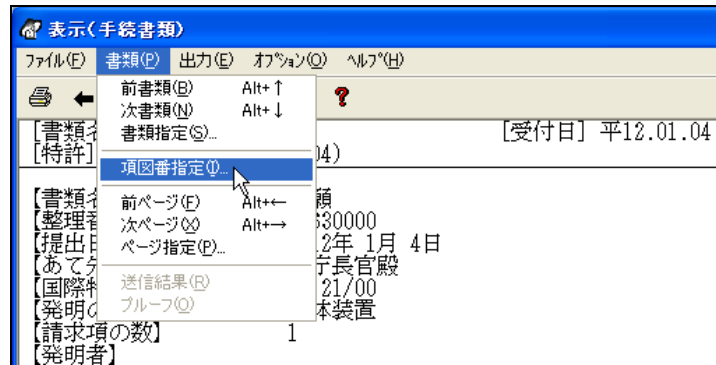 表示(手続書類)
ファイル(F) 書類(P) 出力(E) オプション(O) ヘルプ(H)
前書類(B) Alt+↑
次書類(N) Alt+↓
書類指定(S)...
項図番指定(I)...
前ページ(F) Alt+←
次ページ(X) Alt+→
ページ指定(P)...
送信結果(R)
プルーフ(O)
[書類名 [受付日] 平12.01.04
[特許] 04)
【書類名 願
【整理番 630000
【提出日 12年 1月 4日
【あて先 庁長官殿
【国際特 21/00
【発明の 体装置
【請求項の数】 1
【発明者】